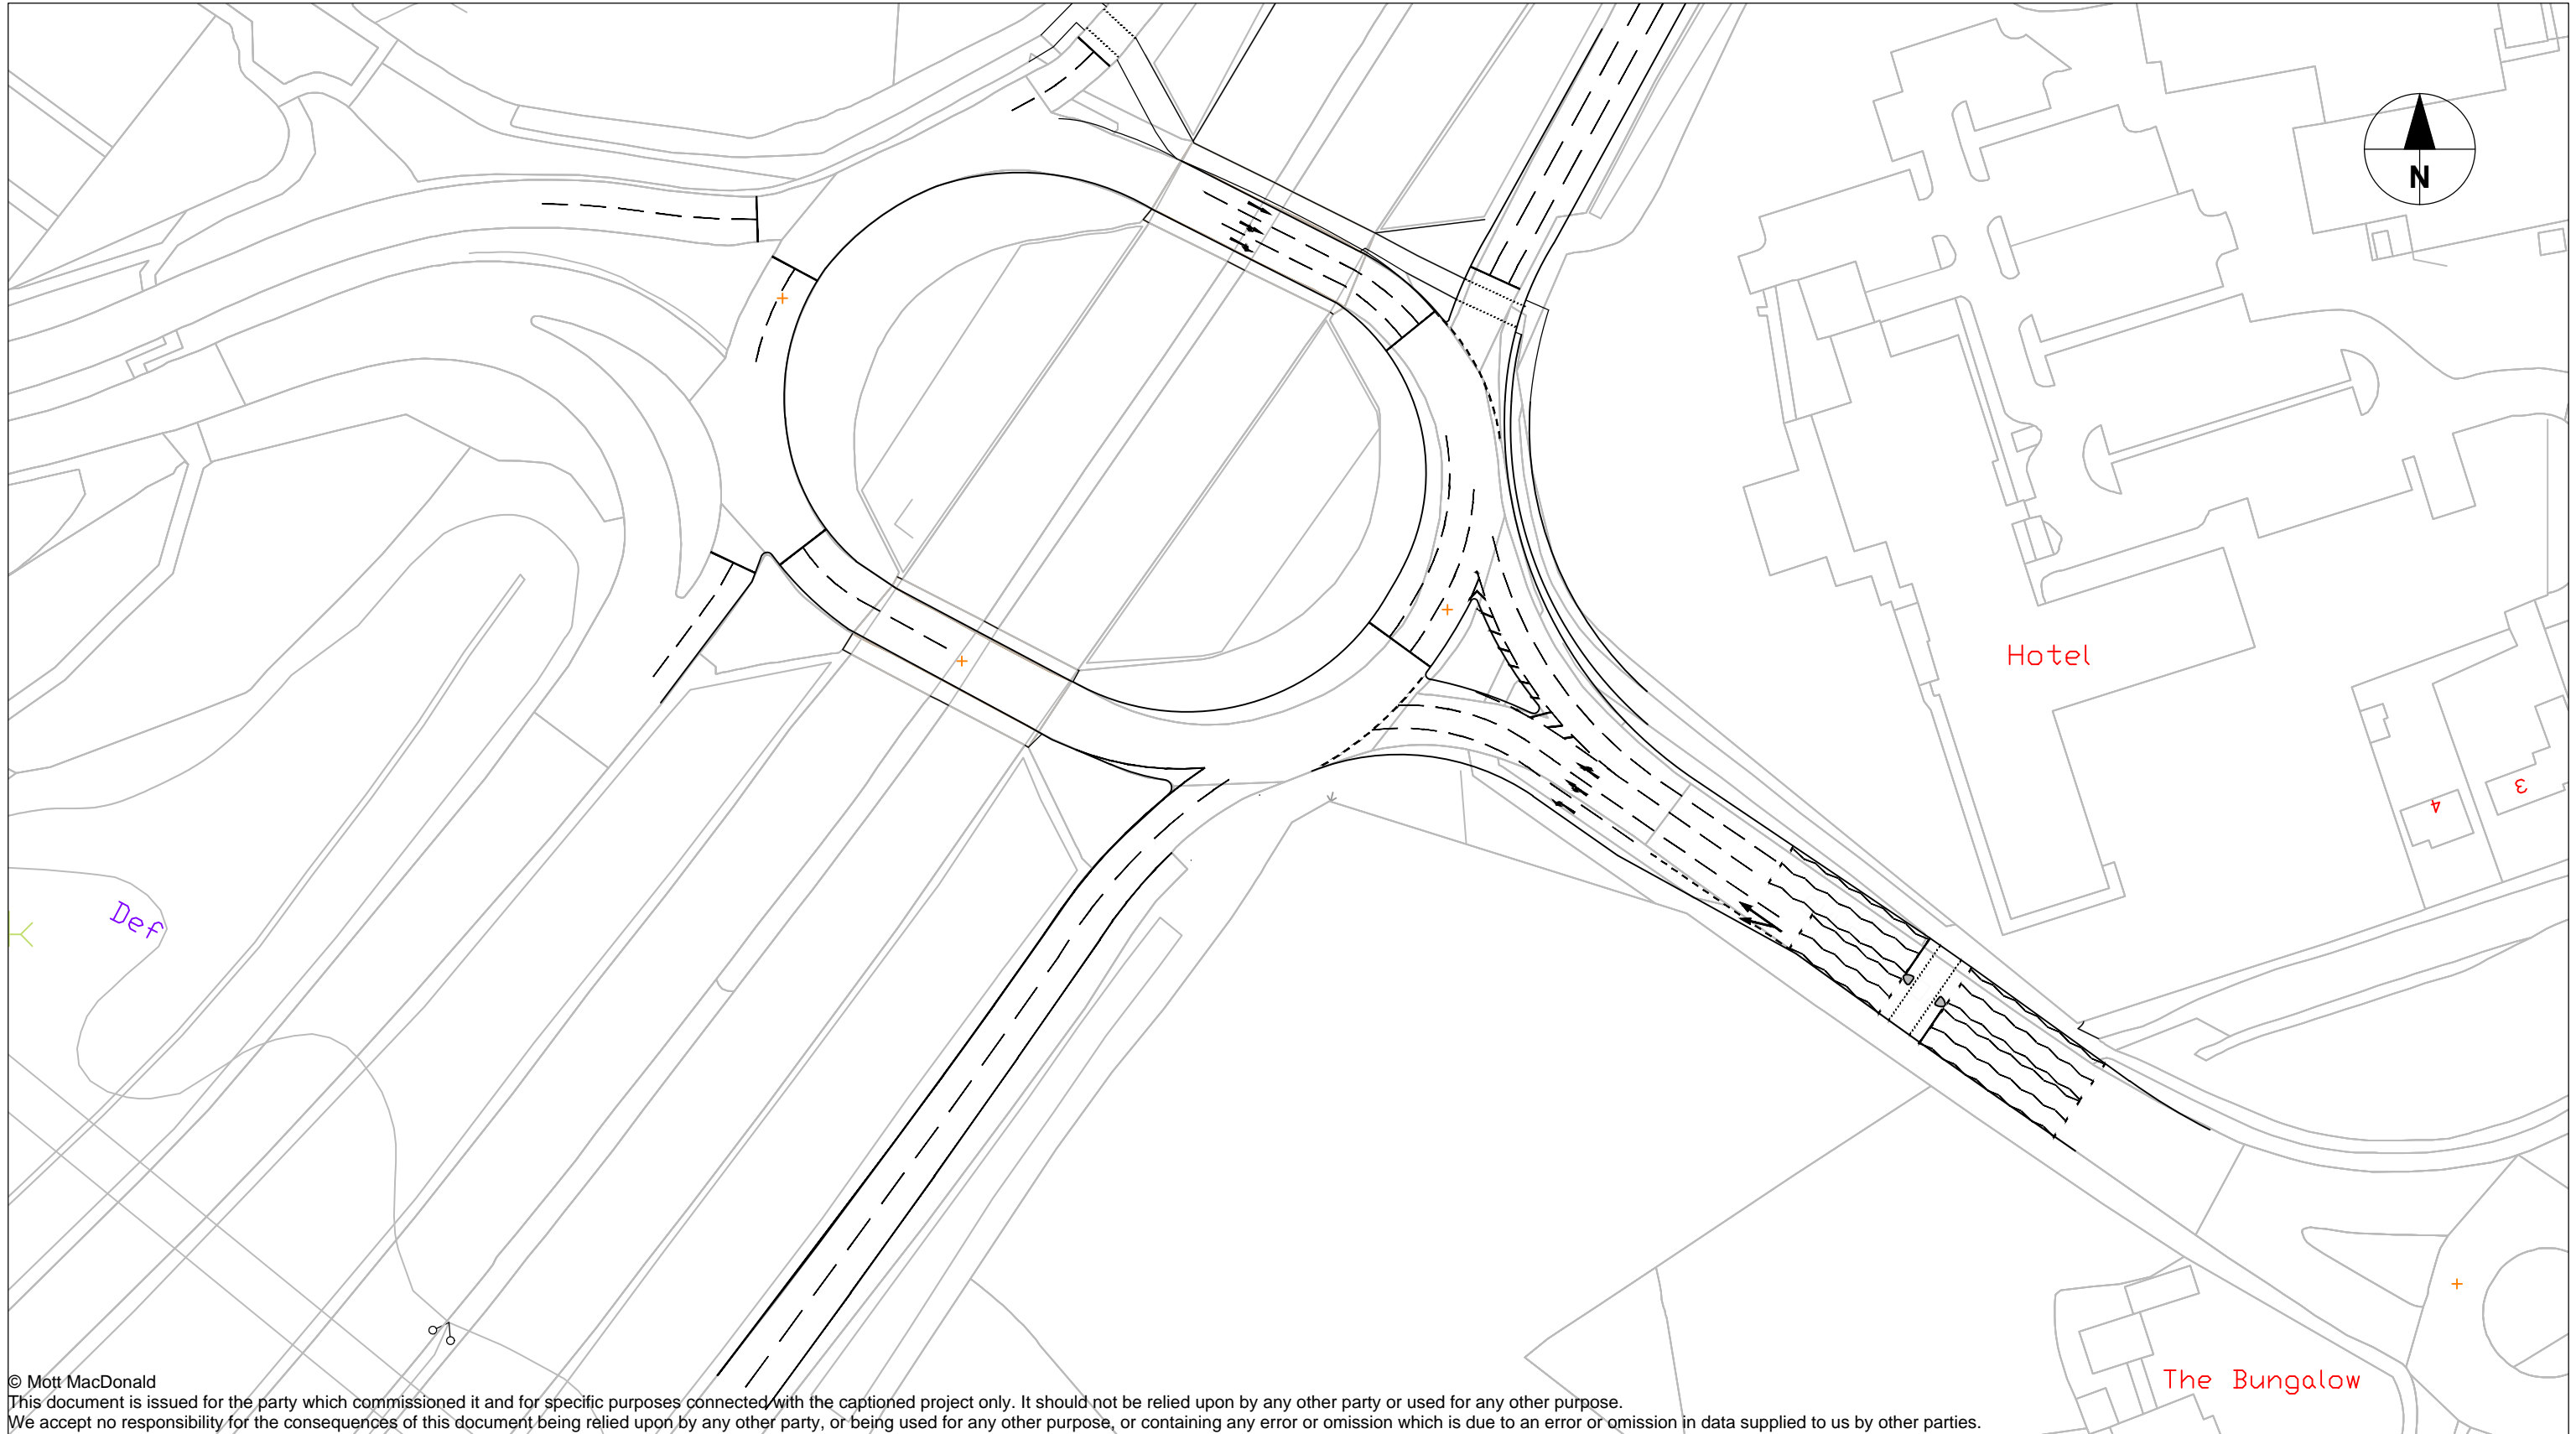 N
Hotel
3
4
Def
The Bungalow
© Mott MacDonald
This document is issued for the party which commissioned it and for specific purposes connected with the captioned project only. It should not be relied upon by any other party or used for any other purpose.
We accept no responsibility for the consequences of this document being relied upon by any other party, or being used for any other purpose, or containing any error or omission which is due to an error or omission in data supplied to us by other parties.